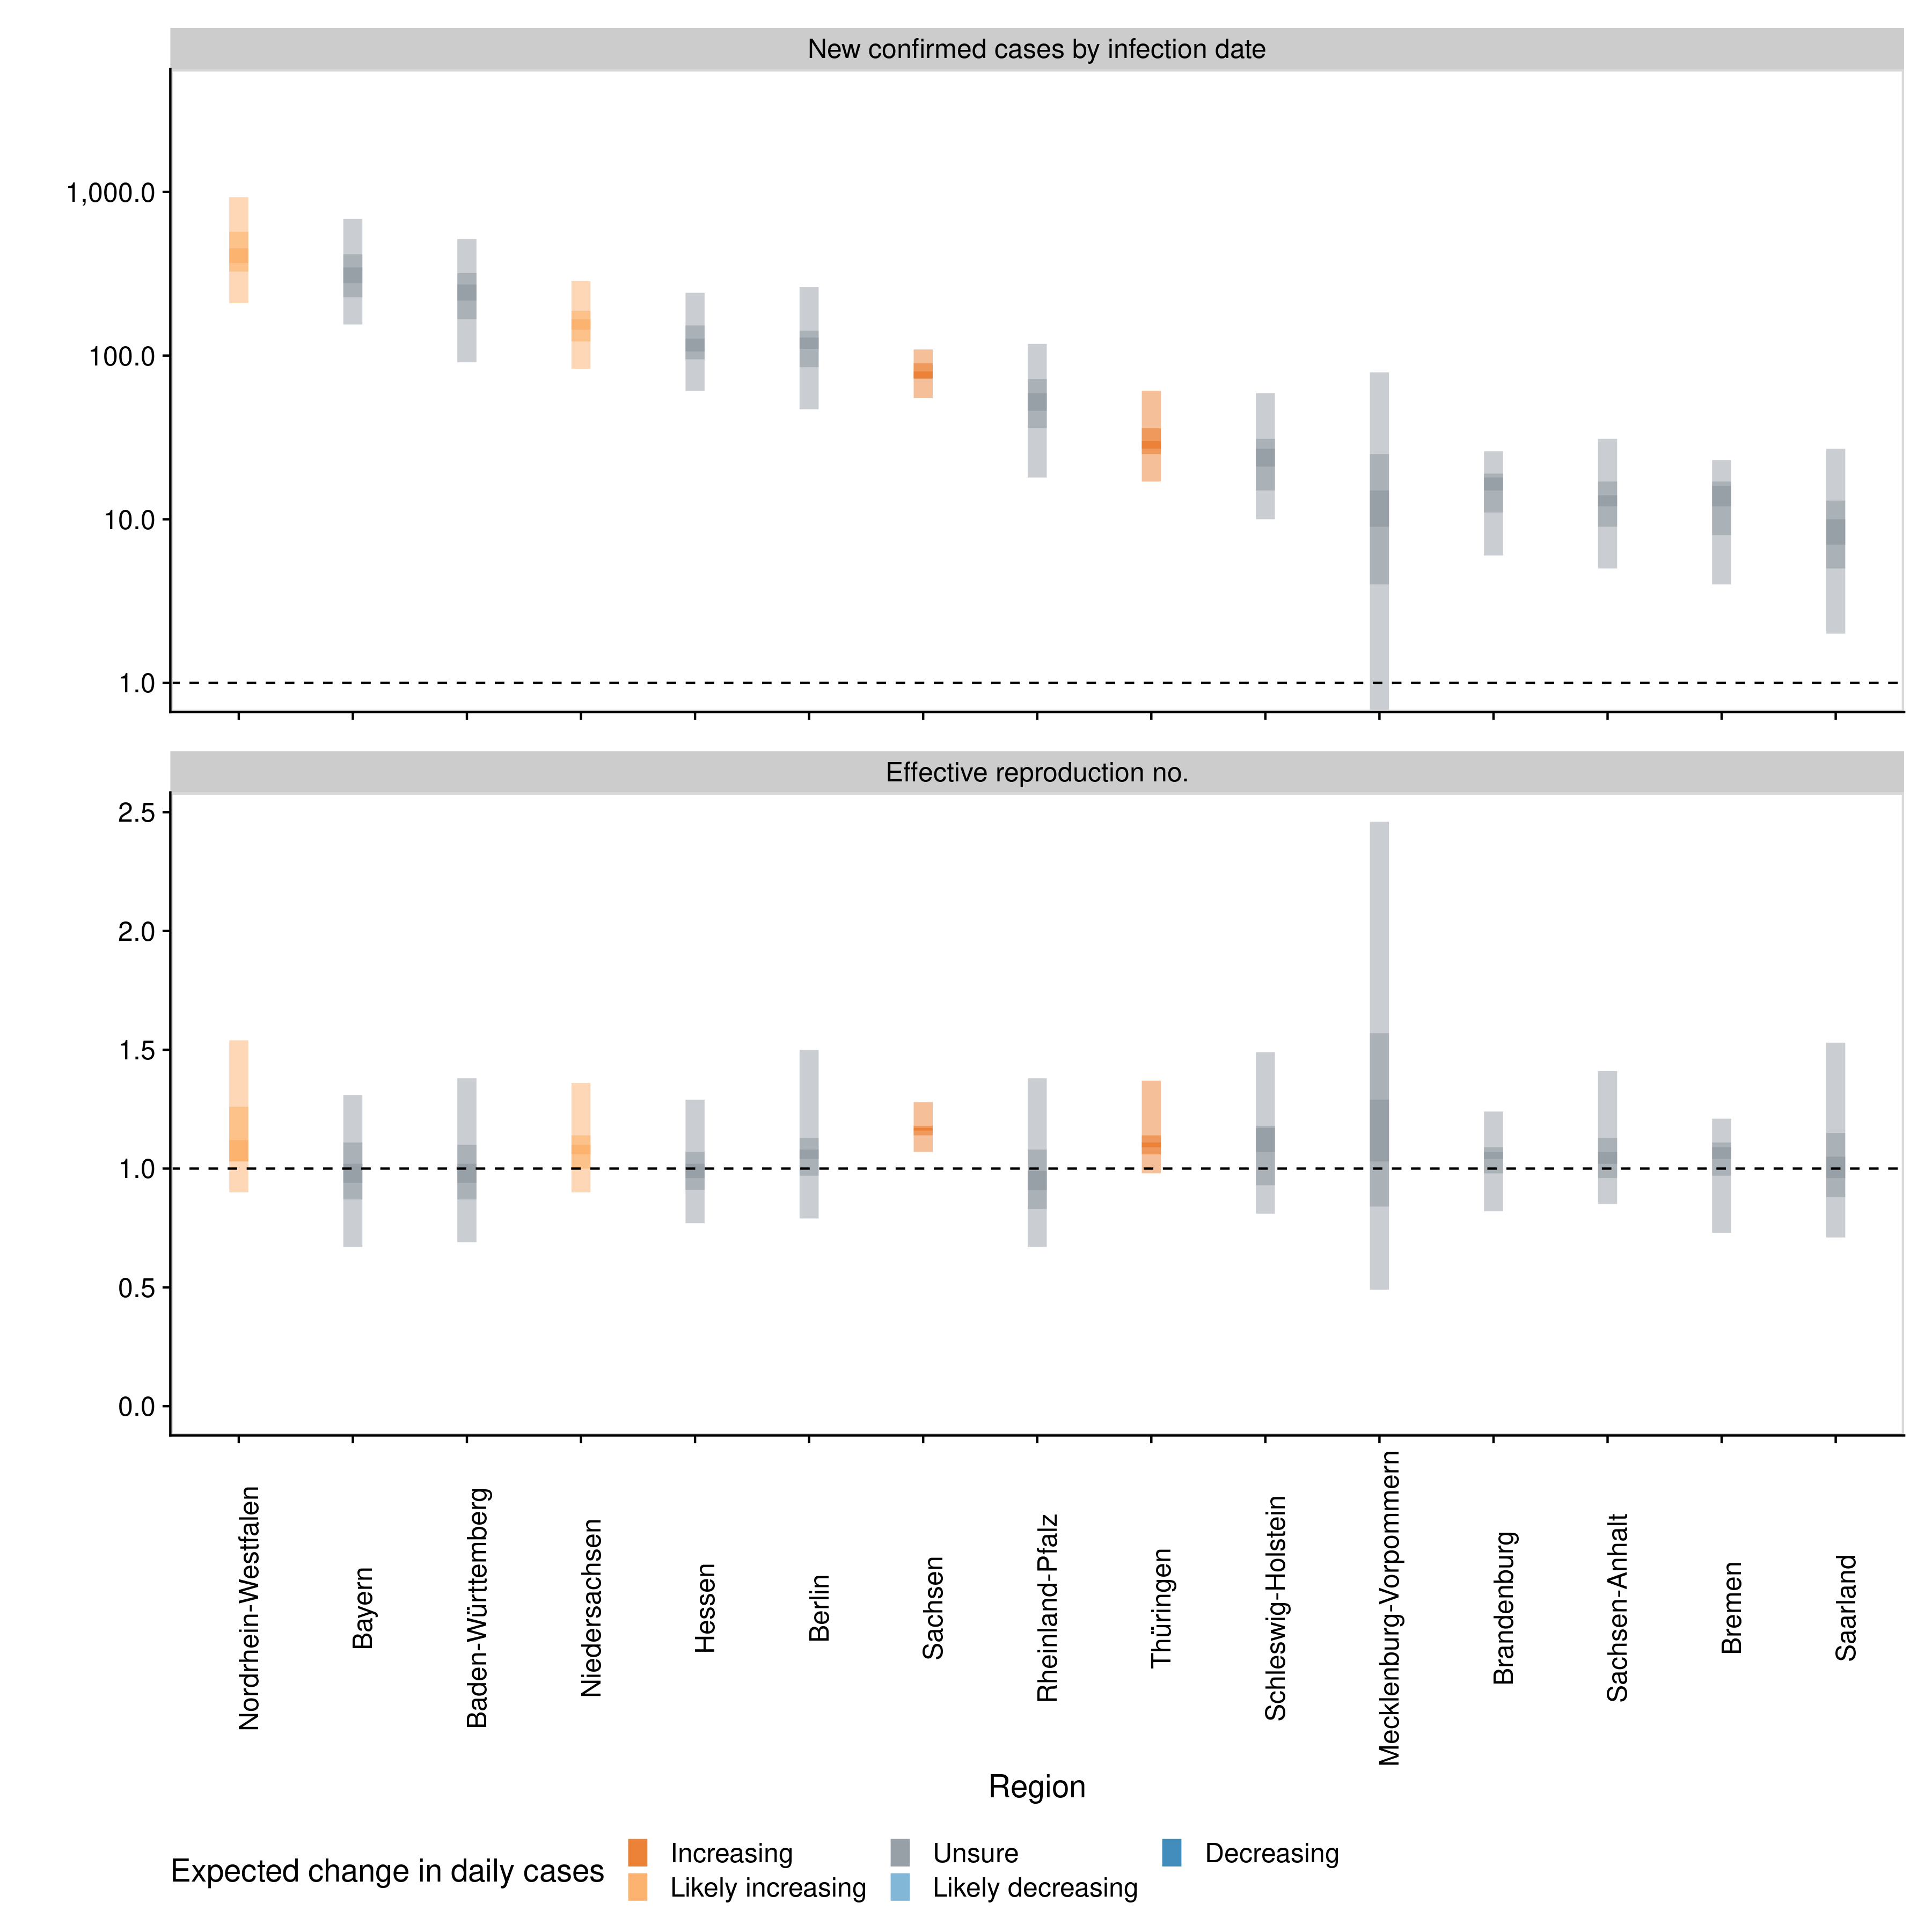 New confirmed cases by infection date
1,000.0
100.0
10.0
1.0
Effective reproduction no.
2.5
2.0
1.5
1.0
0.5
0.0
Nordrhein-Westfalen
Bayern
Baden-Württemberg
Niedersachsen
Hessen
Berlin
Sachsen
Rheinland-Pfalz
Thüringen
Schleswig-Holstein
Mecklenburg-Vorpommern
Brandenburg
Sachsen-Anhalt
Bremen
Saarland
Region
Expected change in daily cases
Increasing
Likely increasing
Unsure
Likely decreasing
Decreasing